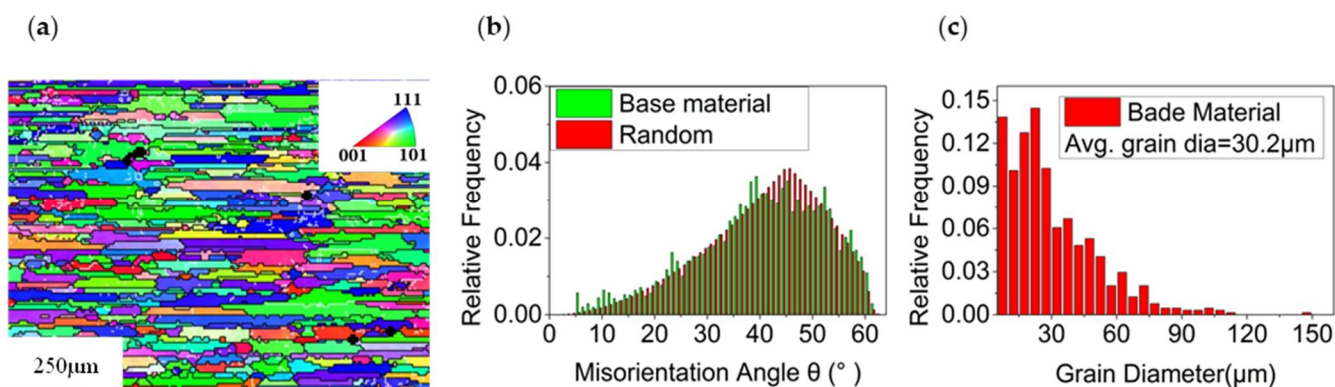 (a)
(b)
(c)
111
001 101
250µm
0.06
0.04
0.02
0.00
Relative Frequency
Base material
Random
0 10 20 30 40 50 60
Misorientation Angle θ (°)
0.15
0.12
0.09
0.06
0.03
0.00
Relative Frequency
Bade Material
Avg. grain dia=30.2µm
30 60 90 120 150
Grain Diameter(µm)